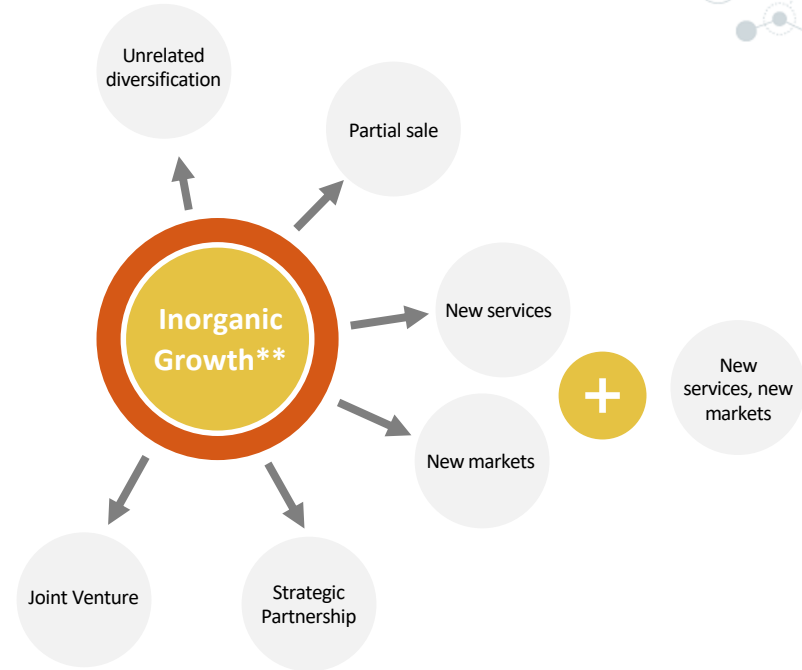 Unrelated
diversification
Partial sale
Inorganic
Growth**
New services
+
New
services, new
markets
New markets
Joint Venture
Strategic
Partnership